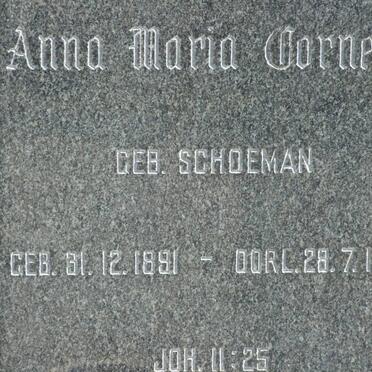 Anna Maria Corne
GEB. SCHOEMAN
GEB. 31.12.1891 - OORL. 28.7.1
JOH. 11:25